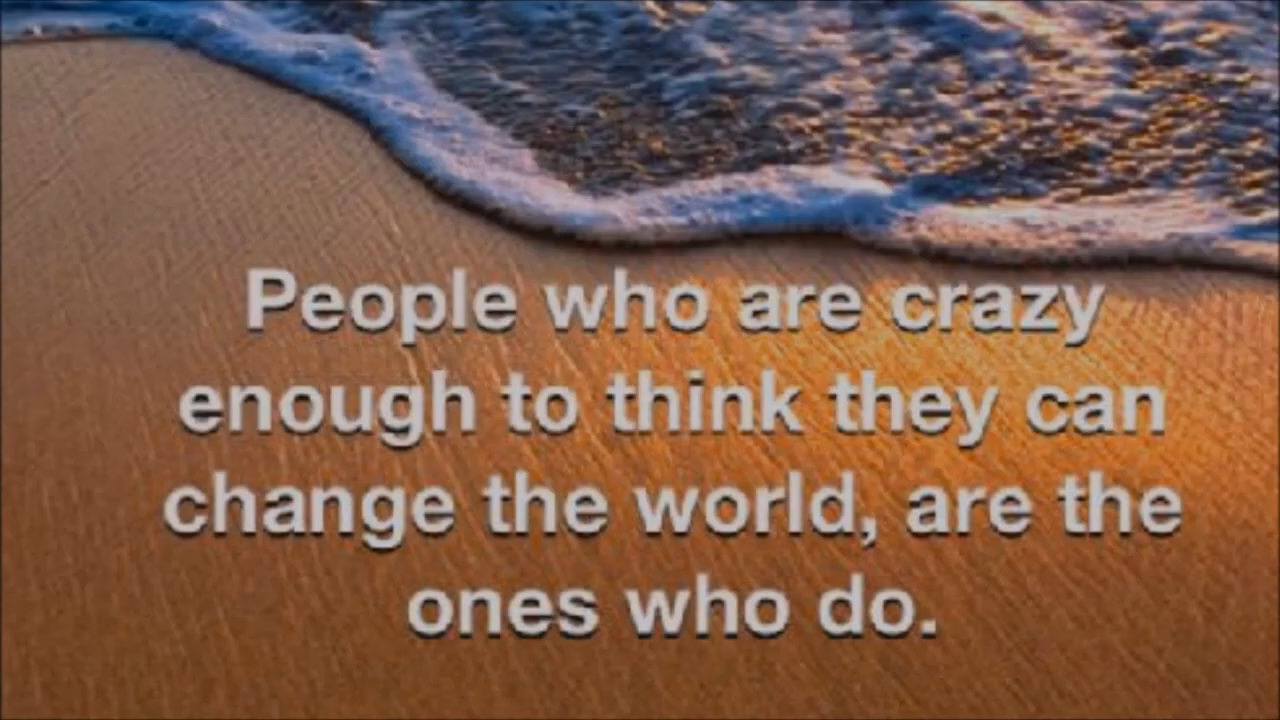 People who are crazy
enough to think they can
change the world, are the
ones who do.